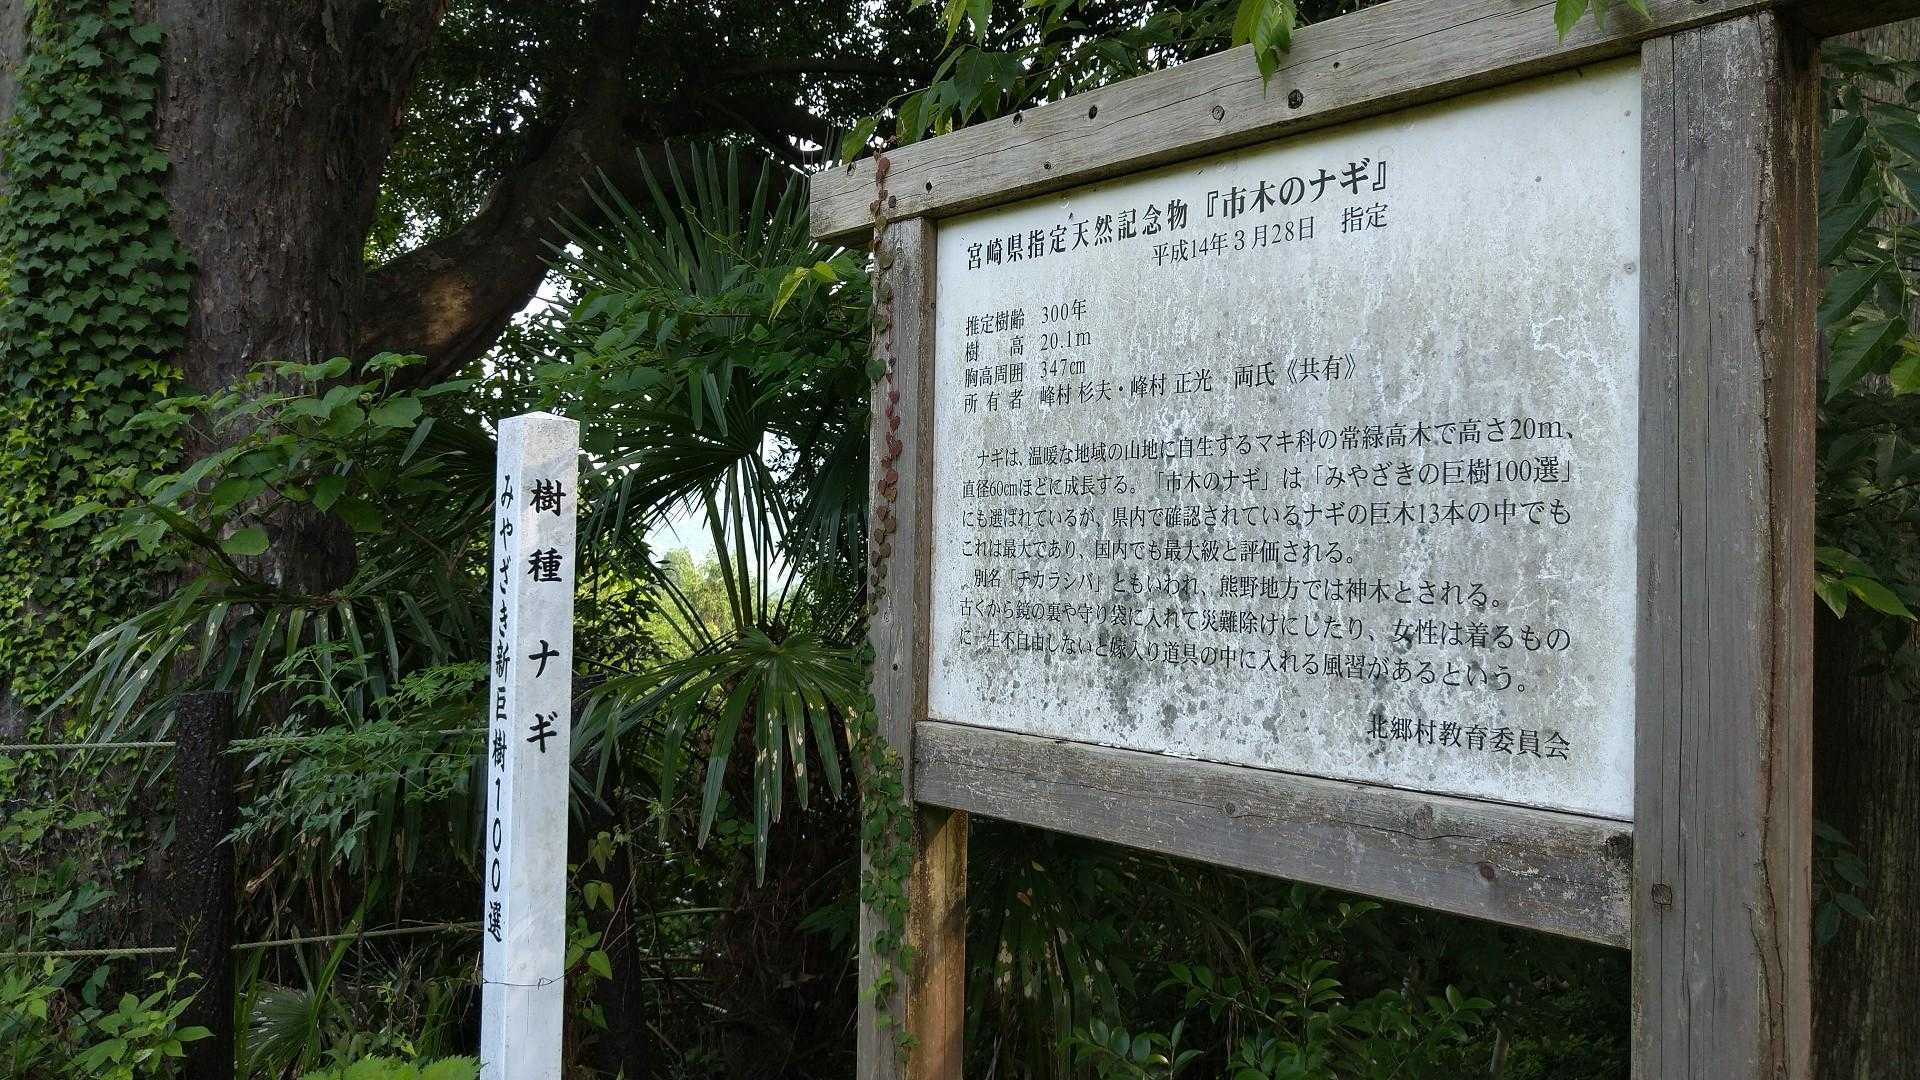 樹種 ナギ
みやざき新巨樹100選
宮崎県指定天然記念物『市木のナギ』
平成14年3月28日 指定
推定樹齢 300年
樹高 20.1m
胸高周囲 347㎝
所有者 峰村 杉夫・峰村 正光 両氏《共有》
ナギは、温暖な地域の山地に自生するマキ科の常緑高木で高さ20m、
直径60㎝ほどに成長する。「市木のナギ」は「みやざきの巨樹100選」
にも選ばれているが、県内で確認されているナギの巨木13本の中でも
これは最大であり、国内でも最大級と評価される。
別名「チカラシバ」ともいわれ、熊野地方では神木とされる。
古くから鏡の裏や守り袋に入れて災難除けにしたり、女性は着るもの
に一生不自由しないと嫁入り道具の中に入れる風習があるという。
北郷村教育委員会